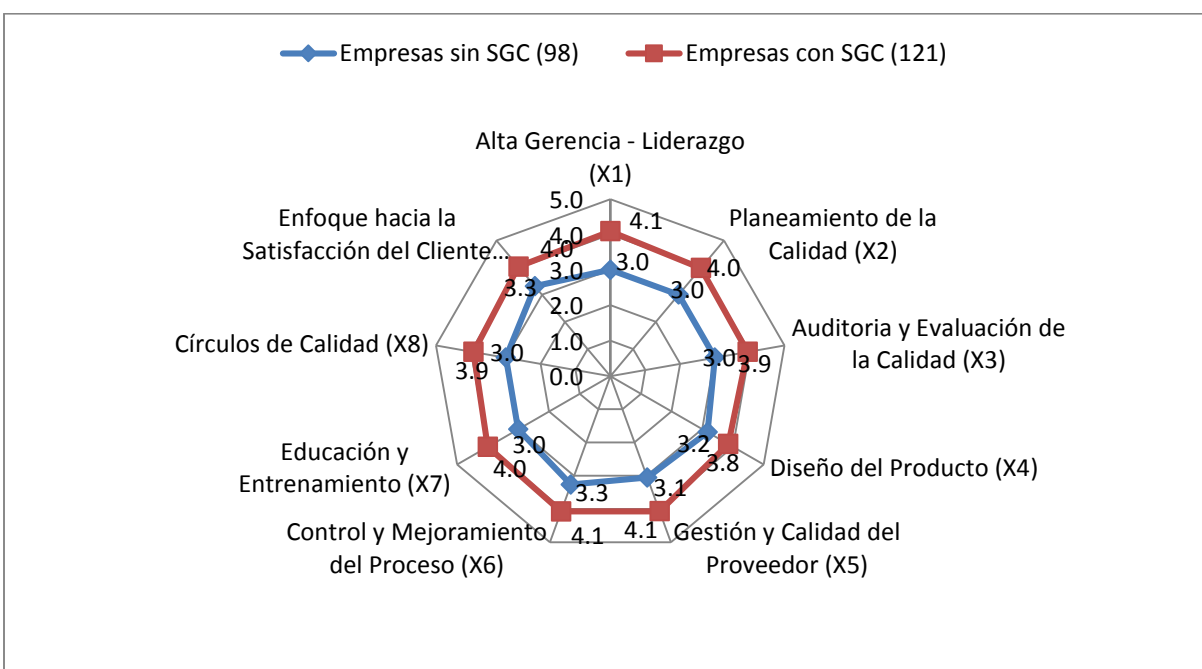 Empresas sin SGC (98)
Empresas con SGC (121)
Alta Gerencia - Liderazgo
(X1)
Planeamiento de la
Calidad (X2)
Auditoria y Evaluación de
la Calidad (X3)
Diseño del Producto (X4)
Gestión y Calidad del
Proveedor (X5)
Control y Mejoramiento
del Proceso (X6)
Educación y
Entrenamiento (X7)
Círculos de Calidad (X8)
Enfoque hacia la
Satisfacción del Cliente...
5.0
4.0
3.0
2.0
1.0
0.0
3.0
3.0
3.0
3.2
3.1
3.3
3.0
3.0
3.3
4.1
4.0
3.9
3.8
4.1
4.1
4.0
3.9
4.0